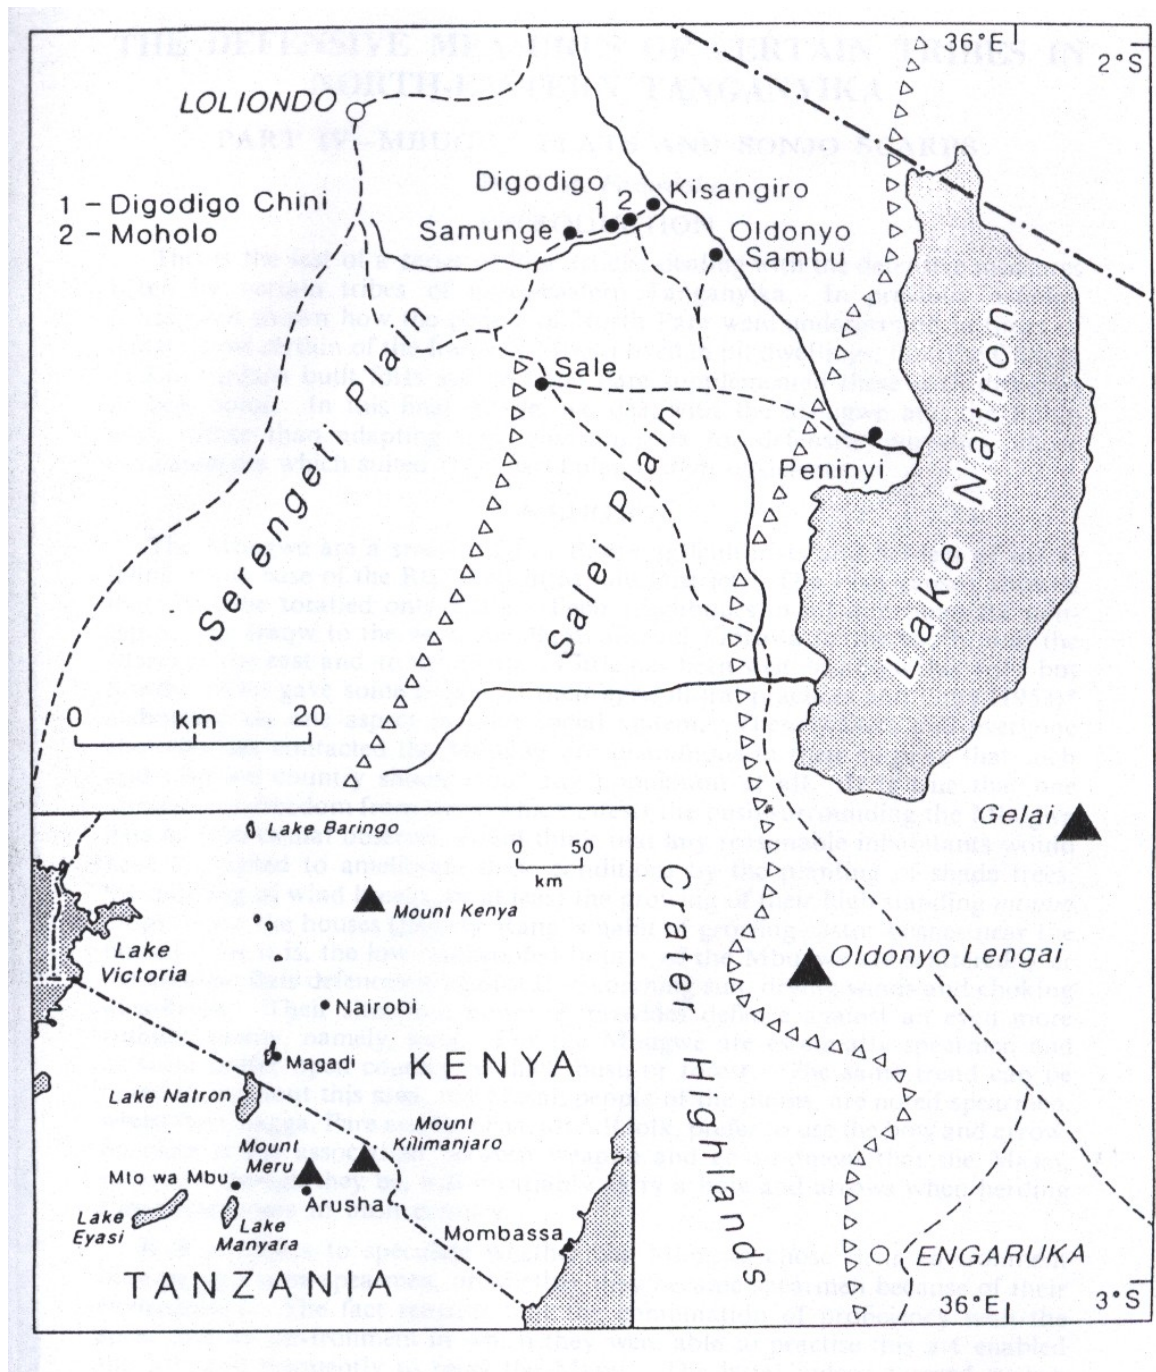 36°E
2°S
LOLIONDO
Digodigo
Kisangiro
1 2
1 – Digodigo Chini
2 – Moholo
Samunge
Oldonyo
Sambu
Sale
Serengeti Plain
Salei Plain
Peninyi
Lake Natron
0 km 20
Gelai
Crater Highlands
Oldonyo Lengai
ENGARUKA
36°E
3°S
Lake Baringo
0 50
km
Mount Kenya
Lake
Victoria
Nairobi
Magadi
KENYA
Lake Natron
Mount
Kilimanjaro
Mount
Meru
Mto wa Mbu
Arusha
Lake
Eyasi
Lake
Manyara
Mombassa
TANZANIA